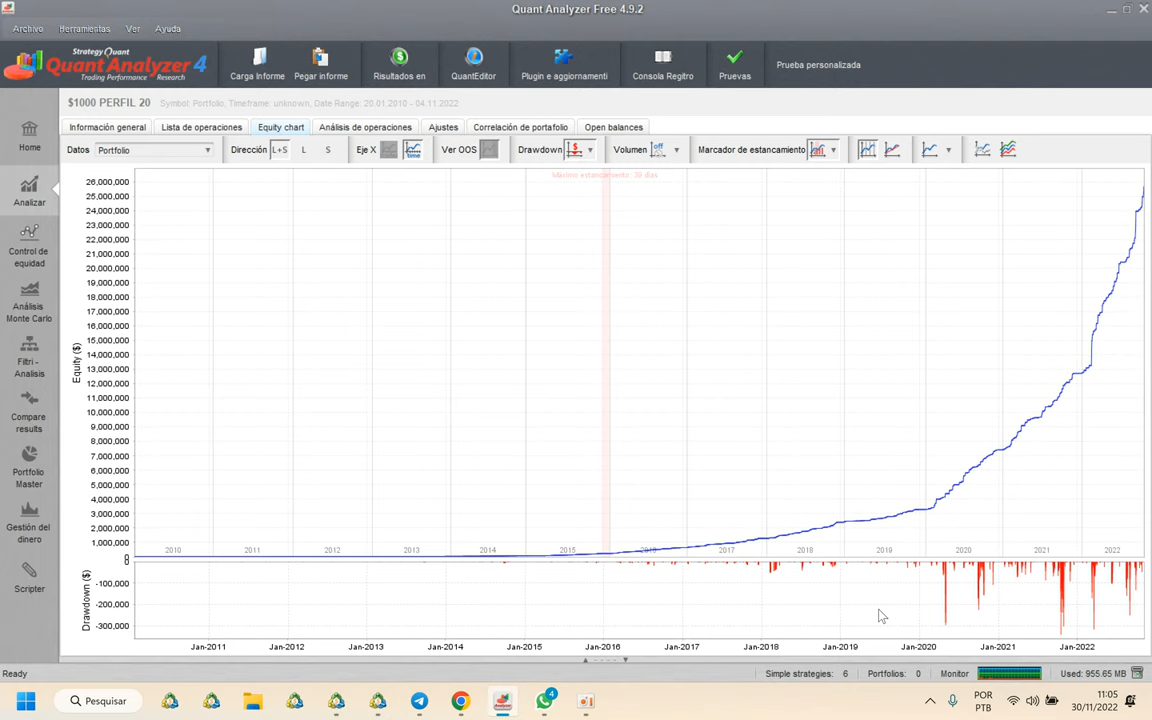 Quant Analyzer Free 4.9.2
Archivo Herramientas Ver Ayuda
StrategyQuant
QuantAnalyzer 4
Trading Performance Research
Carga Informe Pegar informe Risultados en QuantEditor Plugin e aggiornamenti Consola Regitro Pruevas Prueba personalizada
$1000 PERFIL 20 Symbol: Portfolio, Timeframe: unknown, Date Range: 20.01.2010 - 04.11.2022
Información general Lista de operaciones Equity chart Análisis de operaciones Ajustes Correlación de portafolio Open balances
Datos Portfolio Dirección L+S L S Eje X time Ver OOS Drawdown $ Volumen off Marcador de estancamiento
Home
Analizar
Control de
equidad
Análisis
Monte Carlo
Filtri -
Analisis
Compare
results
Portfolio
Master
Gestión del
dinero
Scripter
Máximo estancamiento: 39 dias
26,000,000
25,000,000
24,000,000
23,000,000
22,000,000
21,000,000
20,000,000
19,000,000
18,000,000
17,000,000
16,000,000
15,000,000
14,000,000
13,000,000
12,000,000
11,000,000
10,000,000
9,000,000
8,000,000
7,000,000
6,000,000
5,000,000
4,000,000
3,000,000
2,000,000
1,000,000
0
Equity ($)
2010 2011 2012 2013 2014 2015 2016 2017 2018 2019 2020 2021 2022
0
-100,000
-200,000
-300,000
Drawdown ($)
Jan-2011 Jan-2012 Jan-2013 Jan-2014 Jan-2015 Jan-2016 Jan-2017 Jan-2018 Jan-2019 Jan-2020 Jan-2021 Jan-2022
Ready Simple strategies: 6 Portfolios: 0 Monitor Used: 955.65 MB
Pesquisar
4
POR
PTB
11:05
30/11/2022